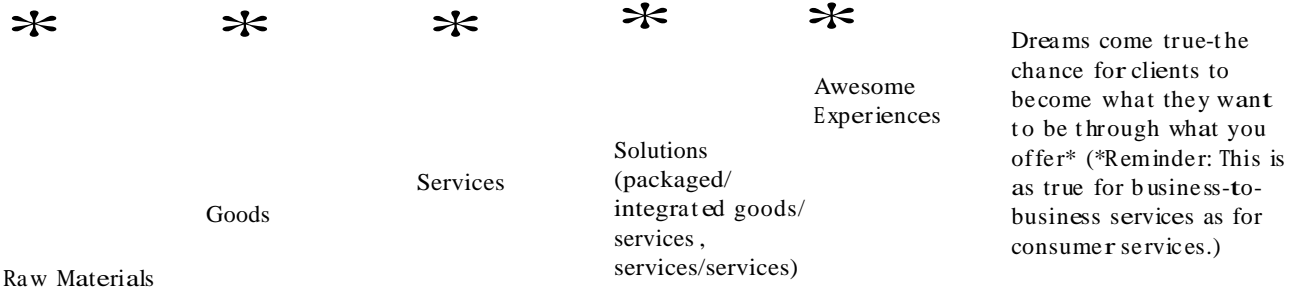 * * * * *
Raw Materials
Goods
Services
Solutions
(packaged/
integrated goods/
services ,
services/services)
Awesome
Experiences
Dreams come true-the
chance for clients to
become what they want
to be through what you
offer* (*Reminder: This is
as true for business-to-
business services as for
consumer services.)